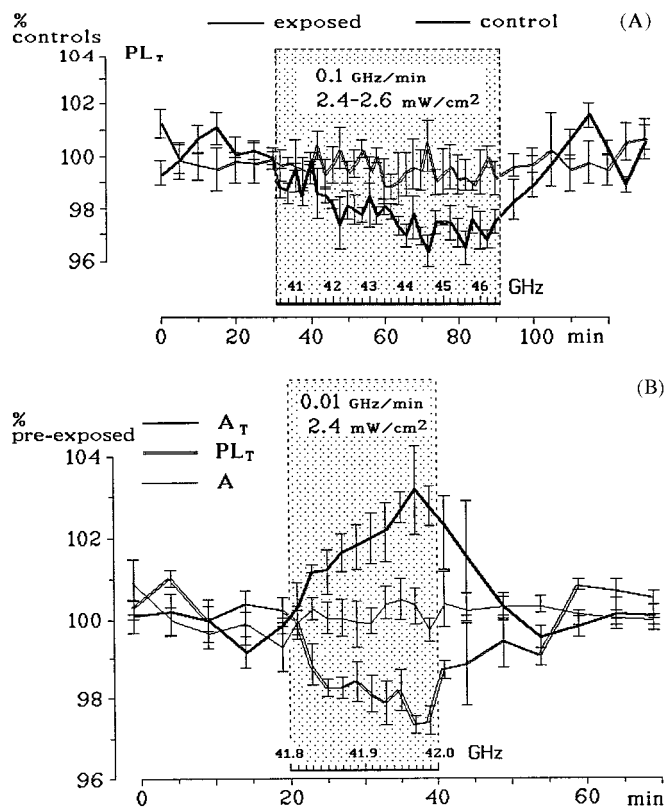 % controls
exposed control (A)
PL T
104
102
100
98
96
0.1 GHz/min
2.4-2.6 mW/cm2
41 42 43 44 45 46 GHz
0 20 40 60 80 100 min
(B)
% pre-exposed
A T
PL T
A
0.01 GHz/min
2.4 mW/cm2
104
102
100
98
96
41.8 41.9 42.0 GHz
0 20 40 60 min